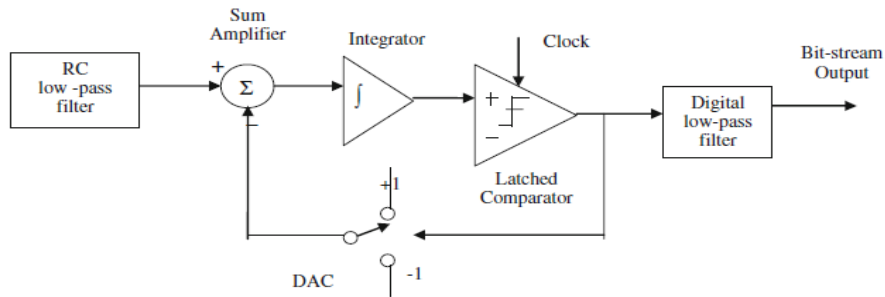 Sum
Amplifier
Integrator
Clock
Bit-stream
Output
RC
low -pass
filter
+
Σ
−
∫
+
−
Digital
low-pass
filter
Latched
Comparator
+1
DAC
-1